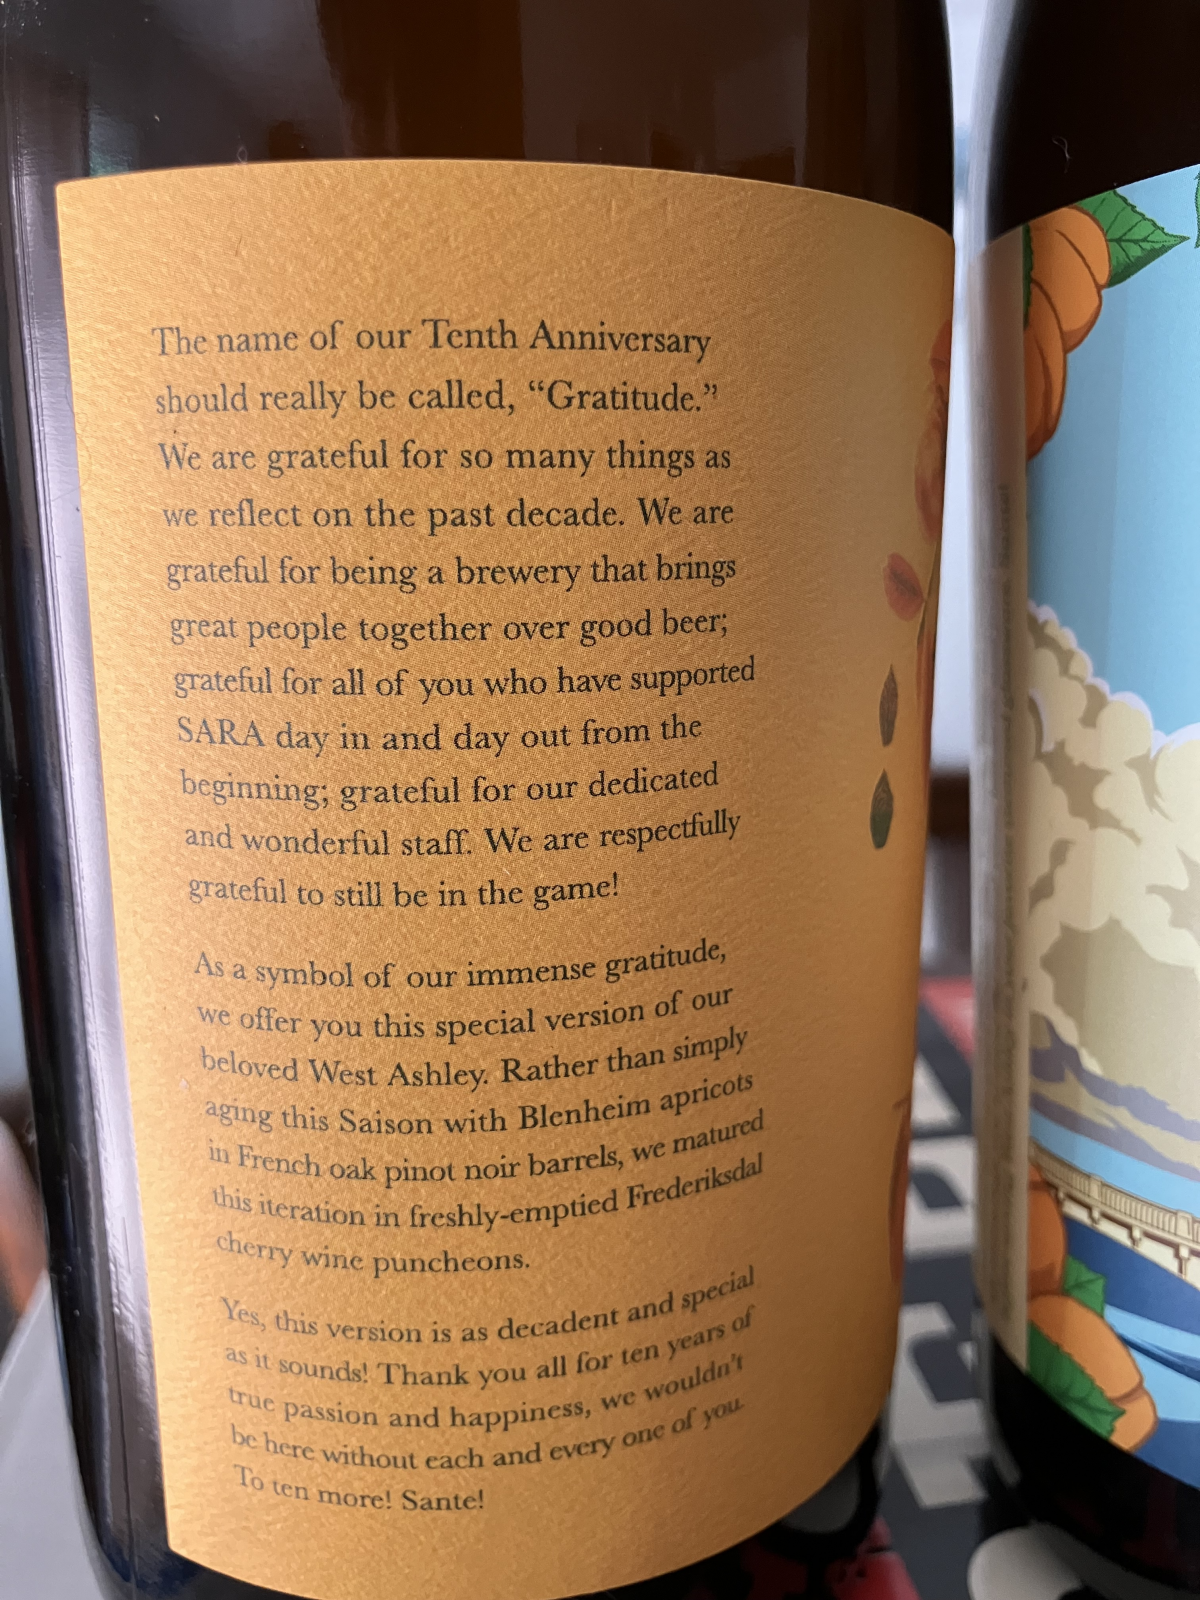 The name of our Tenth Anniversary
should really be called, “Gratitude.”
We are grateful for so many things as
we reflect on the past decade. We are
grateful for being a brewery that brings
great people together over good beer;
grateful for all of you who have supported
SARA day in and day out from the
beginning; grateful for our dedicated
and wonderful staff. We are respectfully
grateful to still be in the game!
As a symbol of our immense gratitude,
we offer you this special version of our
beloved West Ashley. Rather than simply
aging this Saison with Blenheim apricots
in French oak pinot noir barrels, we matured
this iteration in freshly-emptied Frederiksdal
cherry wine puncheons.
Yes, this version is as decadent and special
as it sounds! Thank you all for ten years of
true passion and happiness, we wouldn’t
be here without each and every one of you.
To ten more! Sante!